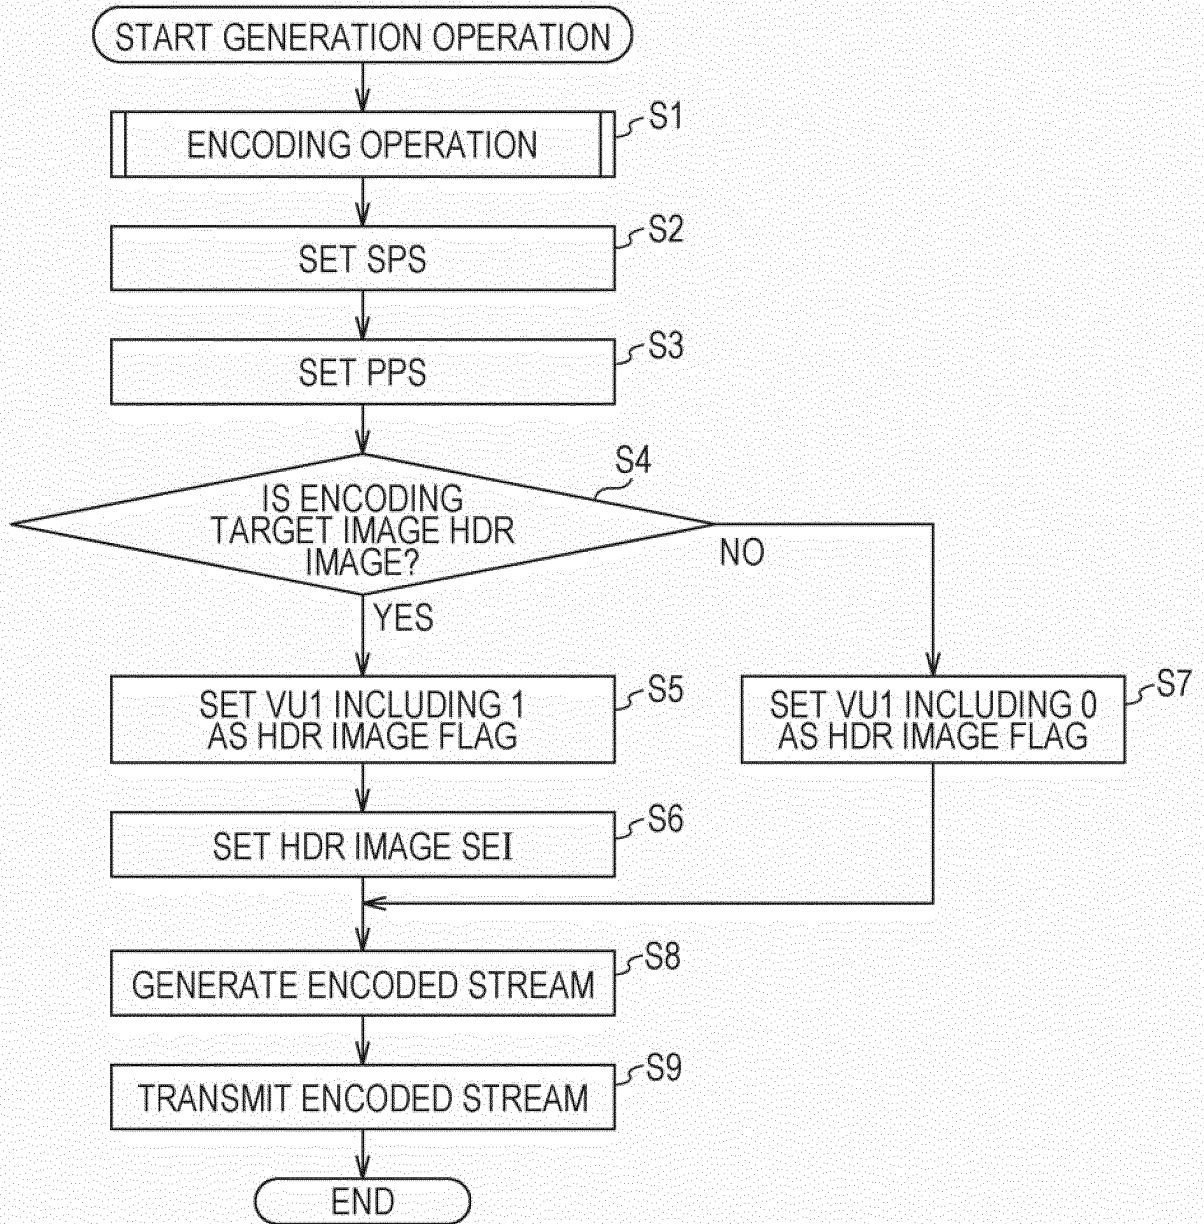 START GENERATION OPERATION
ENCODING OPERATION
S1
SET SPS
S2
SET PPS
S3
S4
IS ENCODING
TARGET IMAGE HDR
IMAGE?
NO
YES
SET VU1 INCLUDING 1
AS HDR IMAGE FLAG
S5
SET VU1 INCLUDING 0
AS HDR IMAGE FLAG
S7
SET HDR IMAGE SEI
S6
GENERATE ENCODED STREAM
S8
TRANSMIT ENCODED STREAM
S9
END